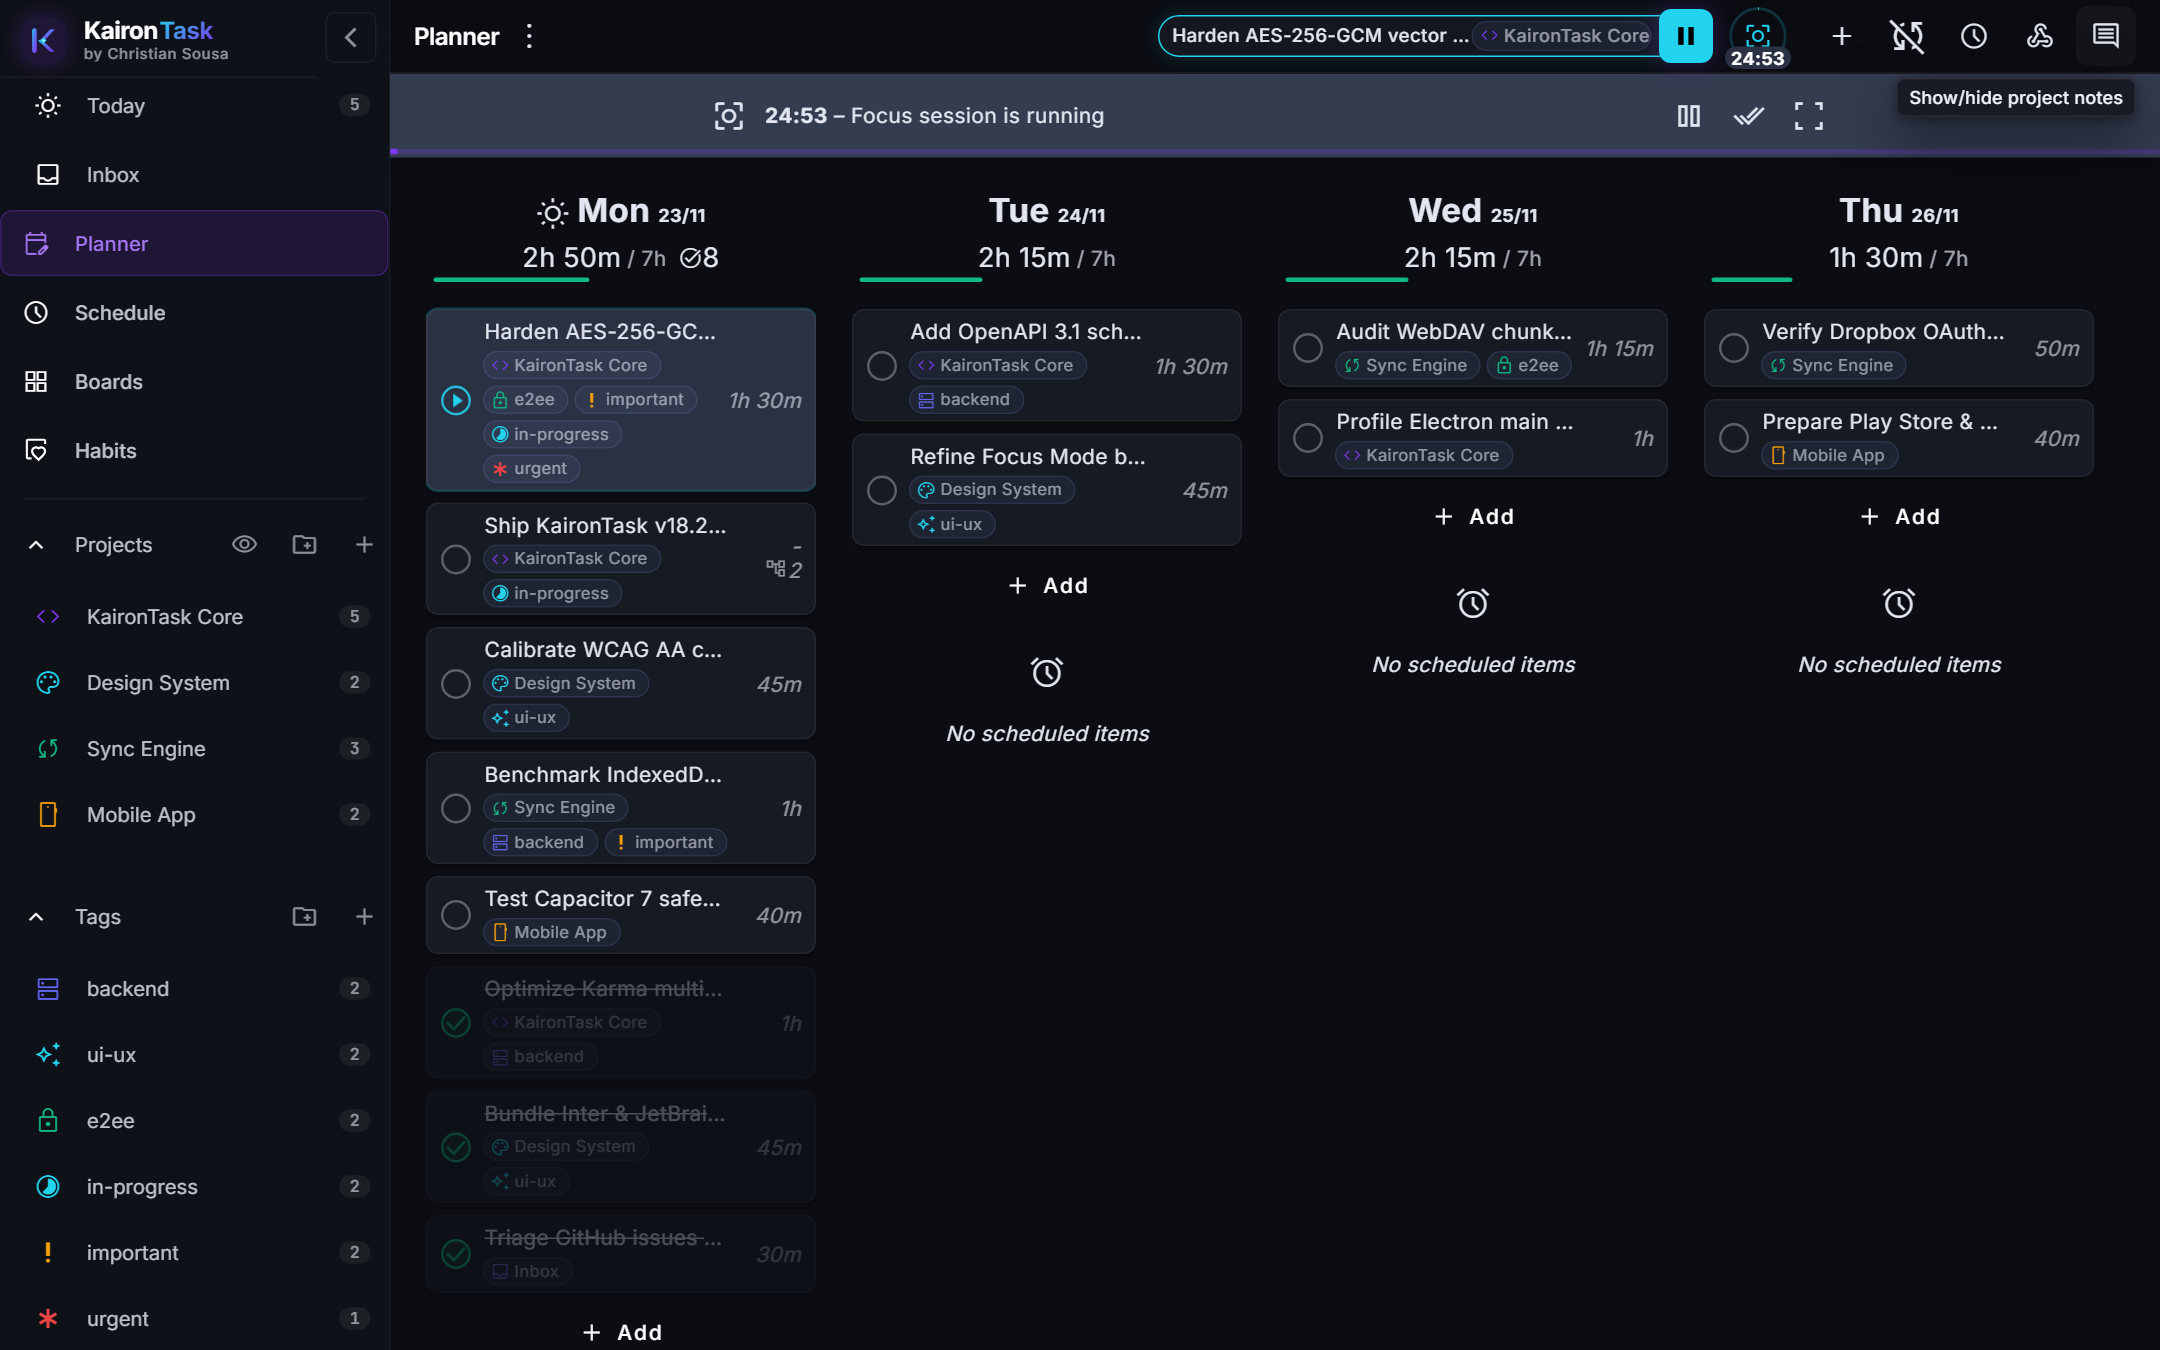 KaironTask
by Christian Sousa
Today 5
Inbox
Planner
Schedule
Boards
Habits
Projects
KaironTask Core 5
Design System 2
Sync Engine 3
Mobile App 2
Tags
backend 2
ui-ux 2
e2ee 2
in-progress 2
important 2
urgent 1
Planner
Harden AES-256-GCM vector ... KaironTask Core
24:53
Show/hide project notes
24:53 – Focus session is running
Mon 23/11
2h 50m / 7h 8
Harden AES-256-GC...
KaironTask Core
e2ee important
in-progress
urgent
1h 30m
Ship KaironTask v18.2...
KaironTask Core
in-progress
-
2
Calibrate WCAG AA c...
Design System
ui-ux
45m
Benchmark IndexedD...
Sync Engine
backend important
1h
Test Capacitor 7 safe...
Mobile App
40m
Optimize Karma multi...
KaironTask Core
backend
1h
Bundle Inter & JetBrai...
Design System
ui-ux
45m
Triage GitHub issues ...
Inbox
30m
+ Add
Tue 24/11
2h 15m / 7h
Add OpenAPI 3.1 sch...
KaironTask Core
backend
1h 30m
Refine Focus Mode b...
Design System
ui-ux
45m
+ Add
No scheduled items
Wed 25/11
2h 15m / 7h
Audit WebDAV chunk...
Sync Engine e2ee
1h 15m
Profile Electron main ...
KaironTask Core
1h
+ Add
No scheduled items
Thu 26/11
1h 30m / 7h
Verify Dropbox OAuth...
Sync Engine
50m
Prepare Play Store & ...
Mobile App
40m
+ Add
No scheduled items